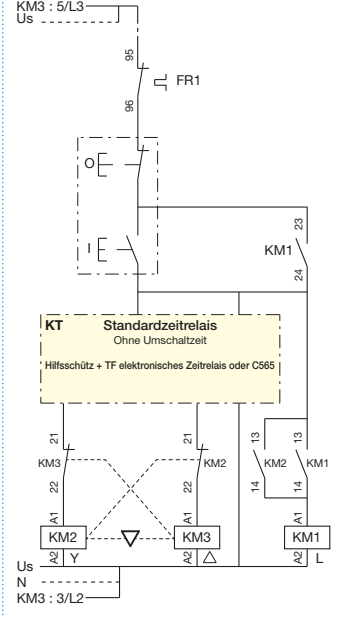 KM3 : 5/L3
Us
95
FR1
96
O
23
I
KM1
24
KT Standardzeitrelais
Ohne Umschaltzeit
Hilfsschütz + TF elektronisches Zeitrelais oder C565
21
21
13
13
KM3
KM2
KM2
KM1
22
22
14
14
A1
A1
A1
KM2
KM3
KM1
A2
Y
A2
A2
L
Us
N
KM3 : 3/L2